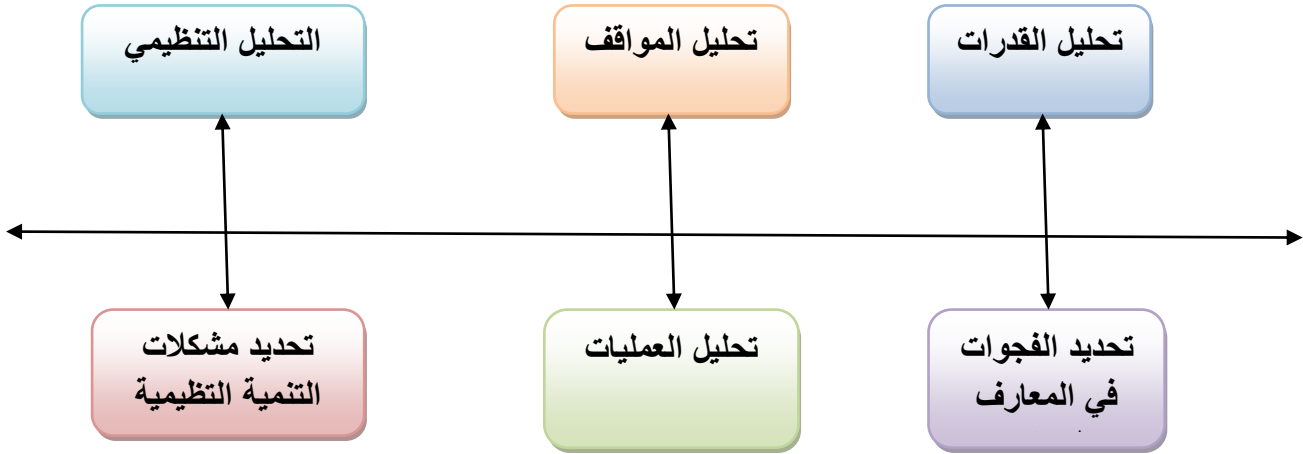 تحليل القدرات
تحليل المواقف
التحليل التنظيمي
تحديد الفجوات
في المعارف
تحليل العمليات
تحديد مشكلات
التنمية التظيمية